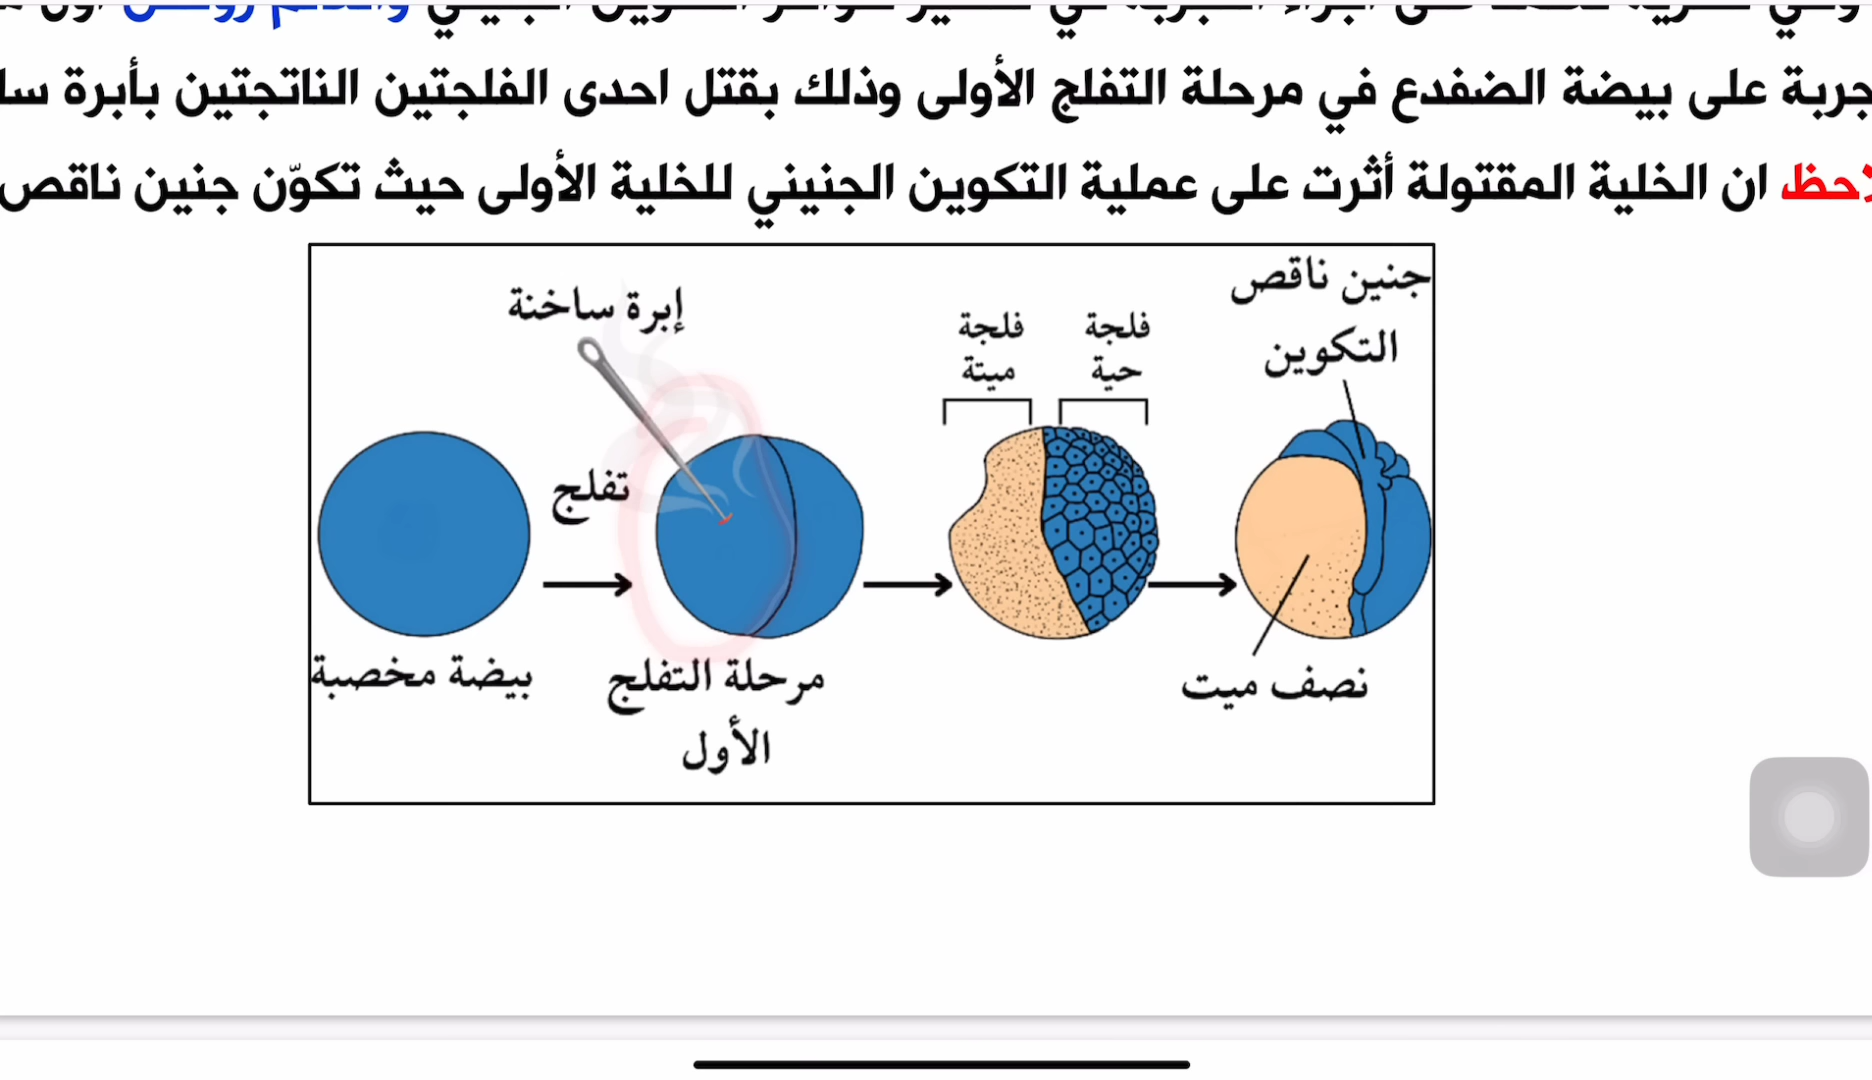 جربة على بيضة الضفدع في مرحلة التفلج الأولى وذلك بقتل احدى الفلجتين الناتجتين بأبرة سا
لاحظ ان الخلية المقتولة أثرت على عملية التكوين الجنيني للخلية الأولى حيث تكوّن جنين ناقص
إبرة ساخنة
فلجة ميتة
فلجة حية
جنين ناقص
التكوين
تفلج
بيضة مخصبة
مرحلة التفلج
الأول
نصف ميت